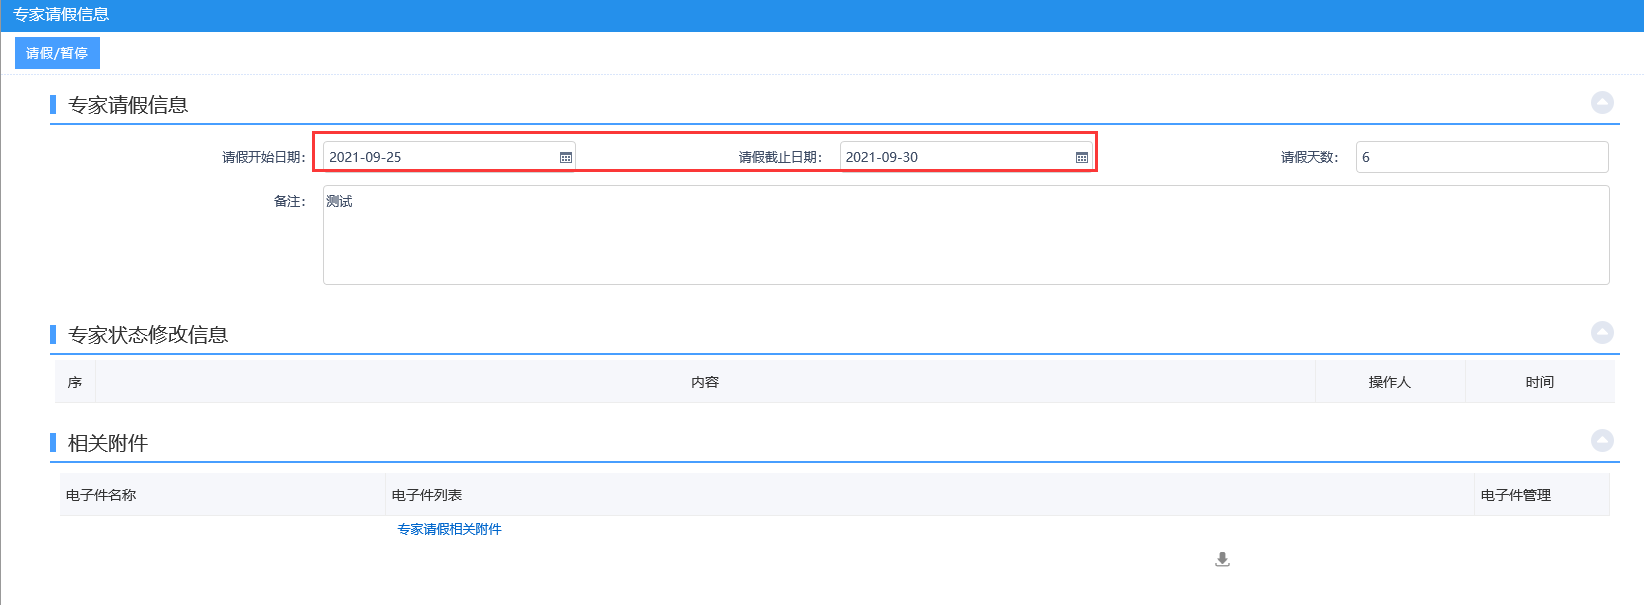 专家请假信息
请假/暂停
专家请假信息
请假开始日期： 2021-09-25 请假截止日期： 2021-09-30 请假天数： 6
备注： 测试
专家状态修改信息
序 内容 操作人 时间
相关附件
电子件名称 电子件列表 电子件管理
专家请假相关附件